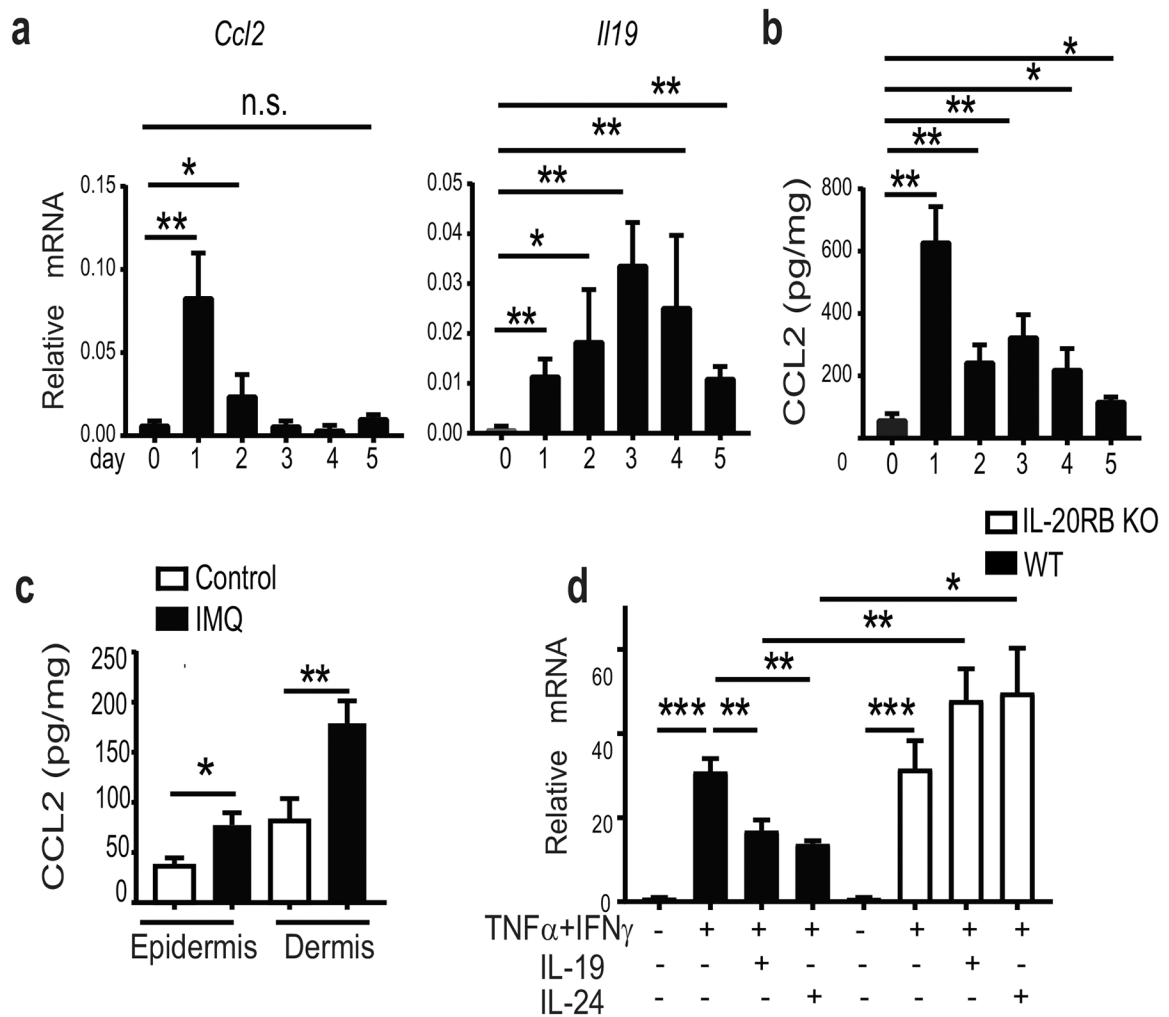 a
Ccl2
Il19
n.s.
*
**
0.15
0.10
0.05
0.00
Relative mRNA
day 0 1 2 3 4 5
**
**
**
*
**
0.05
0.04
0.03
0.02
0.01
0.00
0 1 2 3 4 5
b
*
*
**
**
**
800
600
400
200
0
CCL2 (pg/mg)
0 1 2 3 4 5
c
Control
IMQ
250
200
150
100
50
0
CCL2 (pg/mg)
*
**
Epidermis Dermis
d
IL-20RB KO
WT
*
**
**
*** ** ***
60
40
20
0
Relative mRNA
TNFα+IFNγ - + + + - + + +
IL-19 - - + - - - + -
IL-24 - - - + - - - +